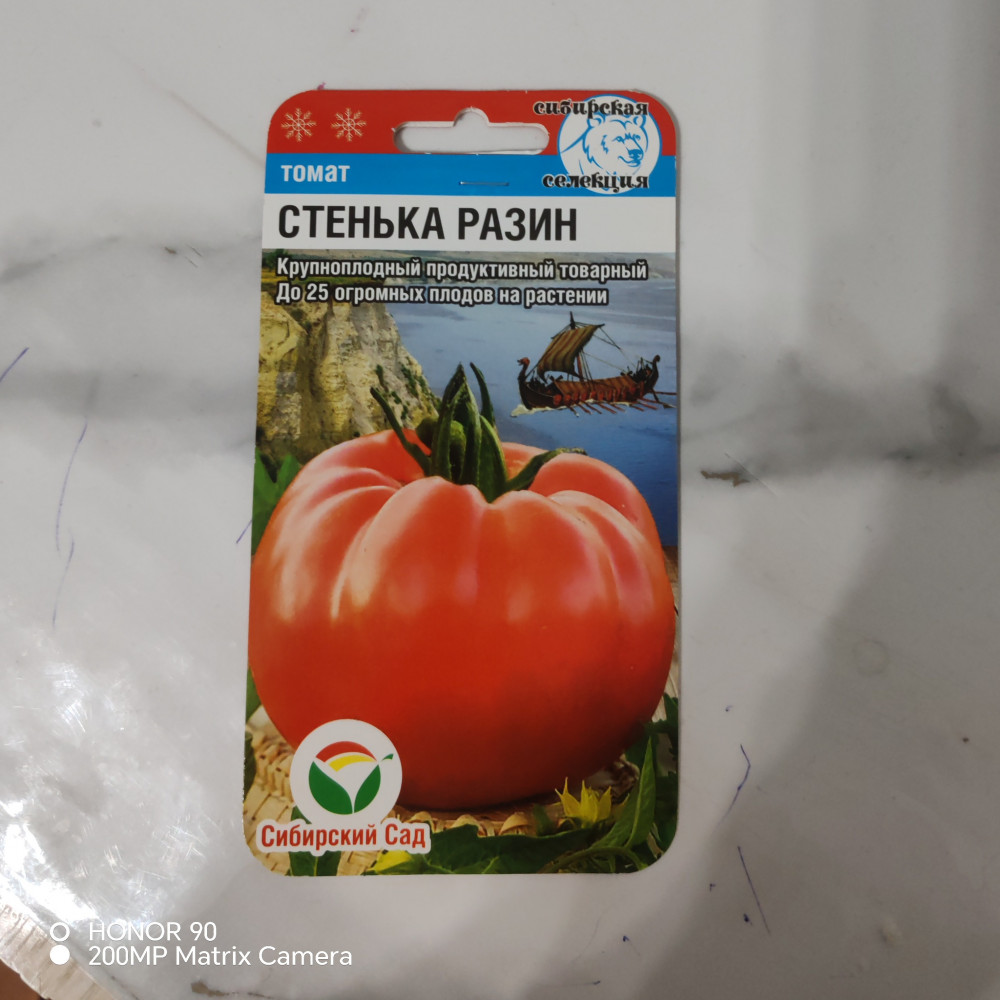 сибирская
селекция
томат
СТЕНЬКА РАЗИН
Крупноплодный продуктивный товарный
До 25 огромных плодов на растении
Сибирский Сад
HONOR 90
200MP Matrix Camera